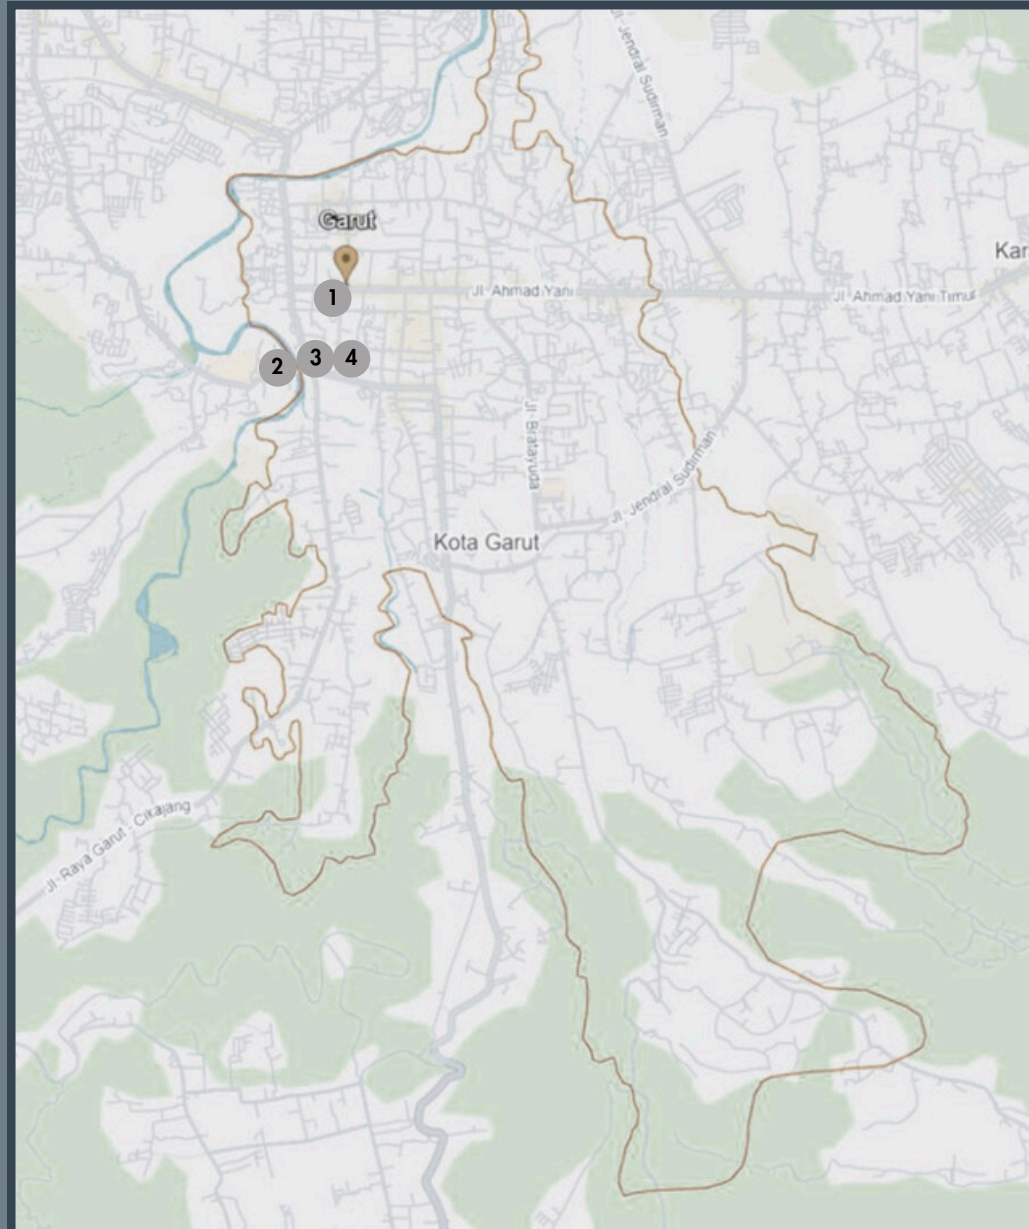 Jl. Jendral Sudirman
Garut
Kar
1
Jl. Ahmad Yani
Jl. Ahmad Yani Timur
2
3
4
Jl. Bratayuda
Jl. Jendral Sudirman
Kota Garut
Jl. Raya Garut - Cikajang